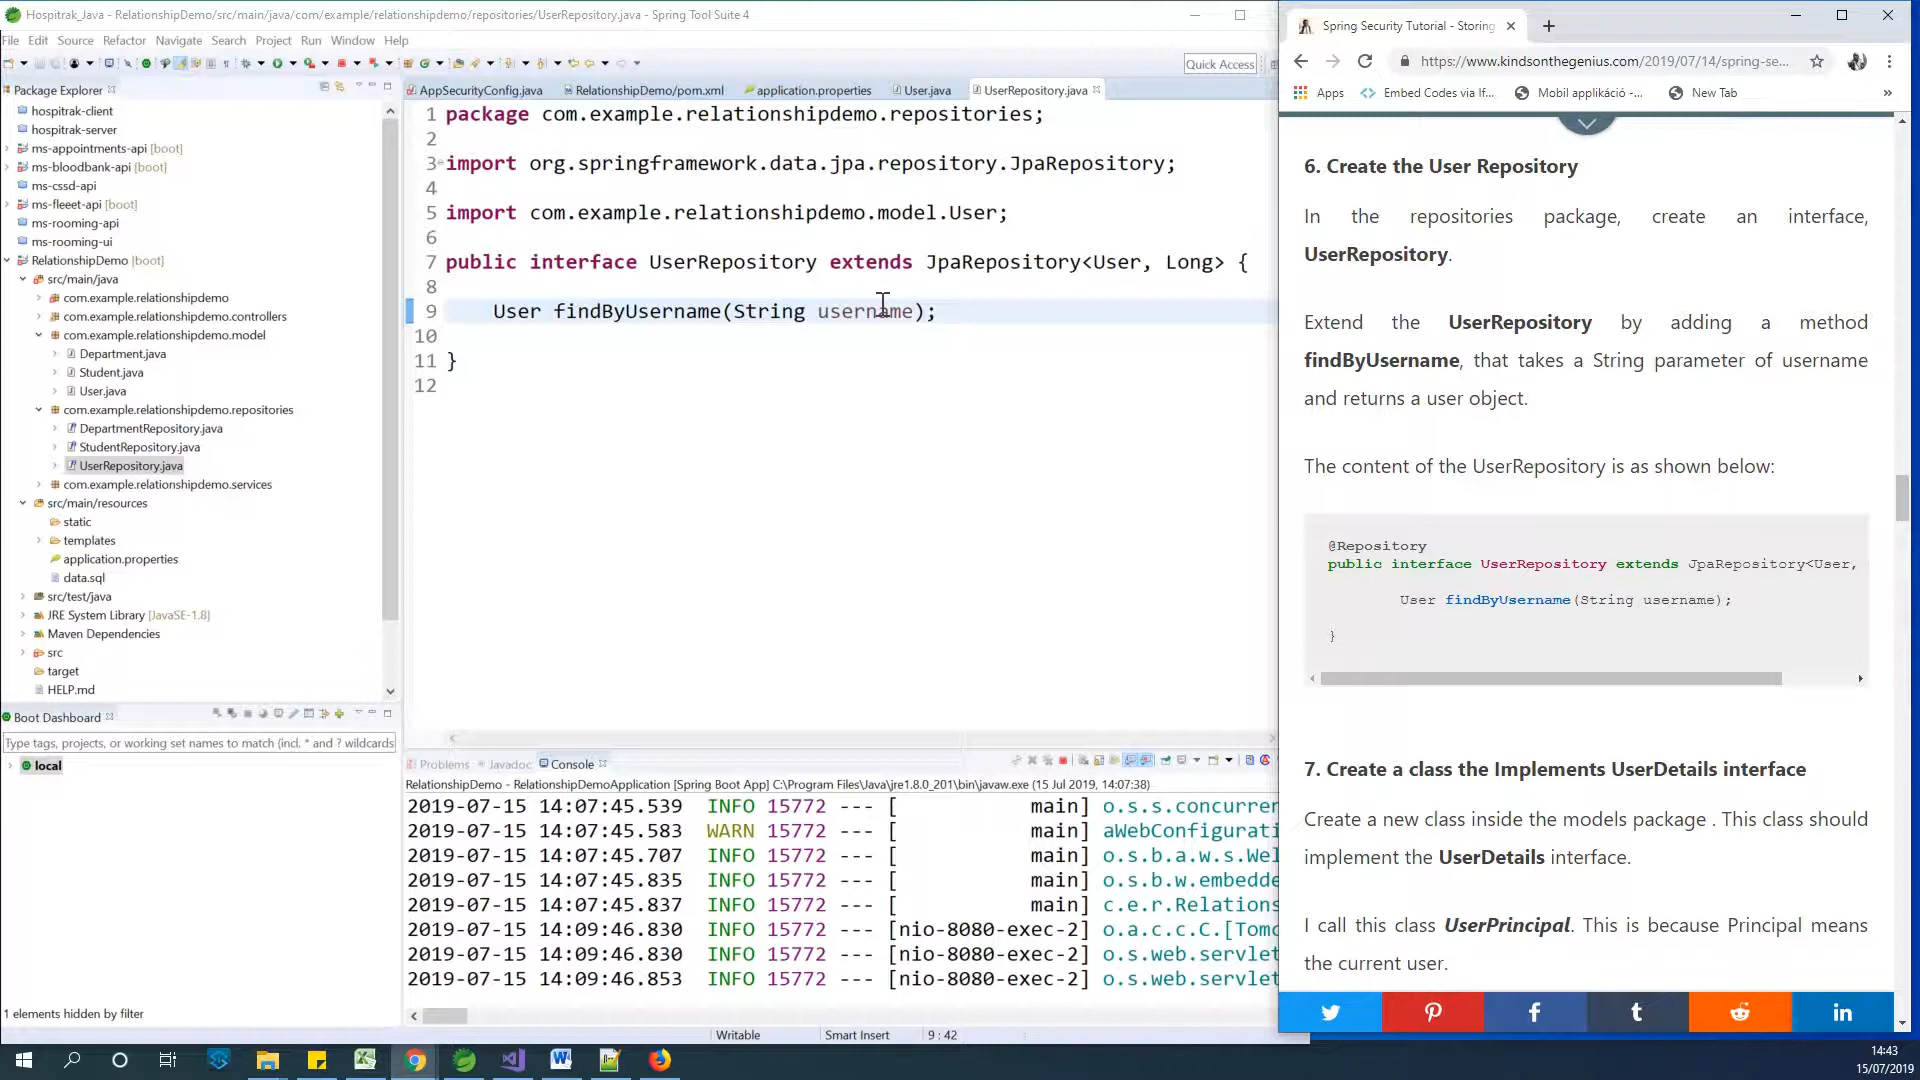 Hospitrak_Java - RelationshipDemo/src/main/java/com/example/relationshipdemo/repositories/UserRepository.java - Spring Tool Suite 4
File Edit Source Refactor Navigate Search Project Run Window Help
Quick Access
Package Explorer
hospitrak-client
hospitrak-server
ms-appointments-api [boot]
ms-bloodbank-api [boot]
ms-cssd-api
ms-fleeet-api [boot]
ms-rooming-api
ms-rooming-ui
RelationshipDemo [boot]
src/main/java
com.example.relationshipdemo
com.example.relationshipdemo.controllers
com.example.relationshipdemo.model
Department.java
Student.java
User.java
com.example.relationshipdemo.repositories
DepartmentRepository.java
StudentRepository.java
UserRepository.java
com.example.relationshipdemo.services
src/main/resources
static
templates
application.properties
data.sql
src/test/java
JRE System Library [JavaSE-1.8]
Maven Dependencies
src
target
HELP.md
Boot Dashboard
Type tags, projects, or working set names to match (incl. * and ? wildcards
local
1 elements hidden by filter
AppSecurityConfig.java RelationshipDemo/pom.xml application.properties User.java UserRepository.java
1 package com.example.relationshipdemo.repositories;
2
3 import org.springframework.data.jpa.repository.JpaRepository;
4
5 import com.example.relationshipdemo.model.User;
6
7 public interface UserRepository extends JpaRepository<User, Long> {
8
9 User findByUsername(String username);
10
11 }
12
Problems Javadoc Console
RelationshipDemo - RelationshipDemoApplication [Spring Boot App] C:\Program Files\Java\jre1.8.0_201\bin\javaw.exe (15 Jul 2019, 14:07:38)
2019-07-15 14:07:45.539 INFO 15772 --- [ main] o.s.s.concurrer
2019-07-15 14:07:45.583 WARN 15772 --- [ main] aWebConfigurati
2019-07-15 14:07:45.707 INFO 15772 --- [ main] o.s.b.a.w.s.Wel
2019-07-15 14:07:45.835 INFO 15772 --- [ main] o.s.b.w.embedde
2019-07-15 14:07:45.837 INFO 15772 --- [ main] c.e.r.Relations
2019-07-15 14:09:46.830 INFO 15772 --- [nio-8080-exec-2] o.a.c.c.C.[Tomc
2019-07-15 14:09:46.830 INFO 15772 --- [nio-8080-exec-2] o.s.web.servlet
2019-07-15 14:09:46.853 INFO 15772 --- [nio-8080-exec-2] o.s.web.servlet
Writable Smart Insert 9 : 42
Spring Security Tutorial - Storing
https://www.kindsonthegenius.com/2019/07/14/spring-se...
Apps Embed Codes via If... Mobil applikáció -... New Tab »
6. Create the User Repository
In the repositories package, create an interface,
UserRepository.
Extend the UserRepository by adding a method
findByUsername, that takes a String parameter of username
and returns a user object.
The content of the UserRepository is as shown below:
@Repository
public interface UserRepository extends JpaRepository<User,
User findByUsername(String username);
}
7. Create a class the Implements UserDetails interface
Create a new class inside the models package . This class should
implement the UserDetails interface.
I call this class UserPrincipal. This is because Principal means
the current user.
14:43
15/07/2019